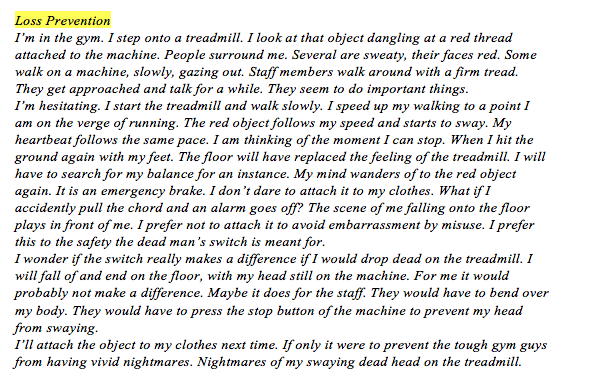 Loss Prevention
I'm in the gym. I step onto a treadmill. I look at that object dangling at a red thread
attached to the machine. People surround me. Several are sweaty, their faces red. Some
walk on a machine, slowly, gazing out. Staff members walk around with a firm tread.
They get approached and talk for a while. They seem to do important things.
I'm hesitating. I start the treadmill and walk slowly. I speed up my walking to a point I
am on the verge of running. The red object follows my speed and starts to sway. My
heartbeat follows the same pace. I am thinking of the moment I can stop. When I hit the
ground again with my feet. The floor will have replaced the feeling of the treadmill. I will
have to search for my balance for an instance. My mind wanders of to the red object
again. It is an emergency brake. I don't dare to attach it to my clothes. What if I
accidently pull the chord and an alarm goes off? The scene of me falling onto the floor
plays in front of me. I prefer not to attach it to avoid embarrassment by misuse. I prefer
this to the safety the dead man's switch is meant for.
I wonder if the switch really makes a difference if I would drop dead on the treadmill. I
will fall of and end on the floor, with my head still on the machine. For me it would
probably not make a difference. Maybe it does for the staff. They would have to bend over
my body. They would have to press the stop button of the machine to prevent my head
from swaying.
I'll attach the object to my clothes next time. If only it were to prevent the tough gym guys
from having vivid nightmares. Nightmares of my swaying dead head on the treadmill.